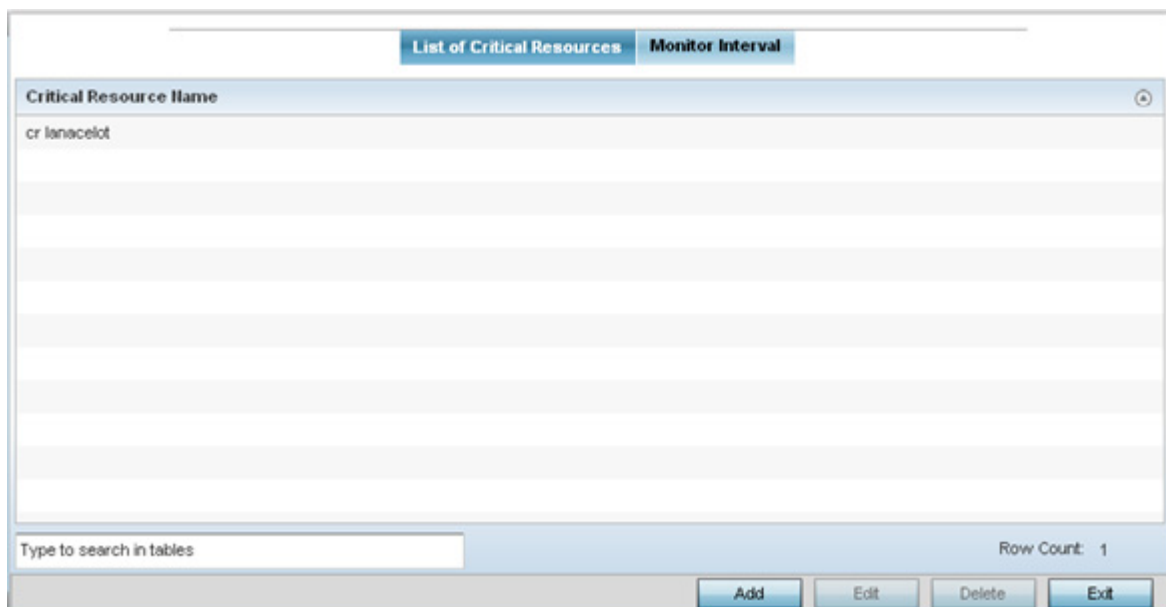 List of Critical Resources Monitor Interval
Critical Resource Name
cr lanacelot
Type to search in tables Row Count: 1
Add Edit Delete Exit